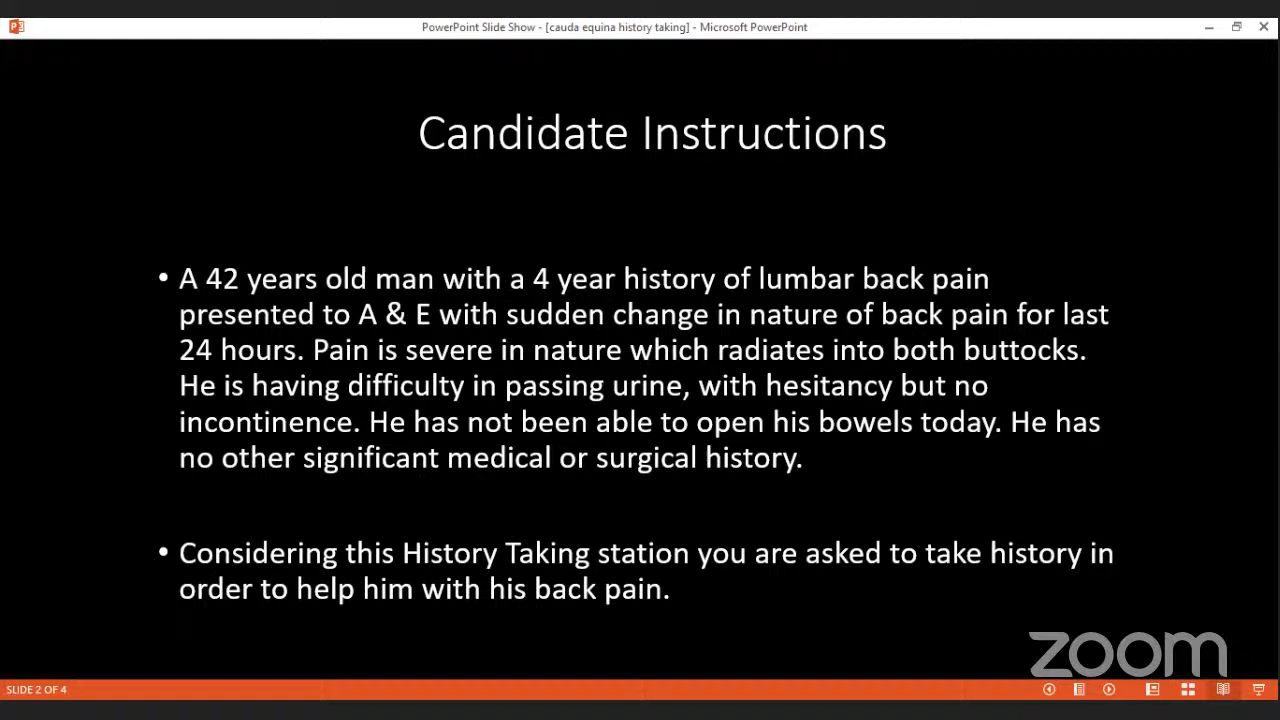 PowerPoint Slide Show - [cauda equina history taking] - Microsoft PowerPoint
Candidate Instructions
• A 42 years old man with a 4 year history of lumbar back pain
presented to A & E with sudden change in nature of back pain for last
24 hours. Pain is severe in nature which radiates into both buttocks.
He is having difficulty in passing urine, with hesitancy but no
incontinence. He has not been able to open his bowels today. He has
no other significant medical or surgical history.
• Considering this History Taking station you are asked to take history in
order to help him with his back pain.
zoom
SLIDE 2 OF 4